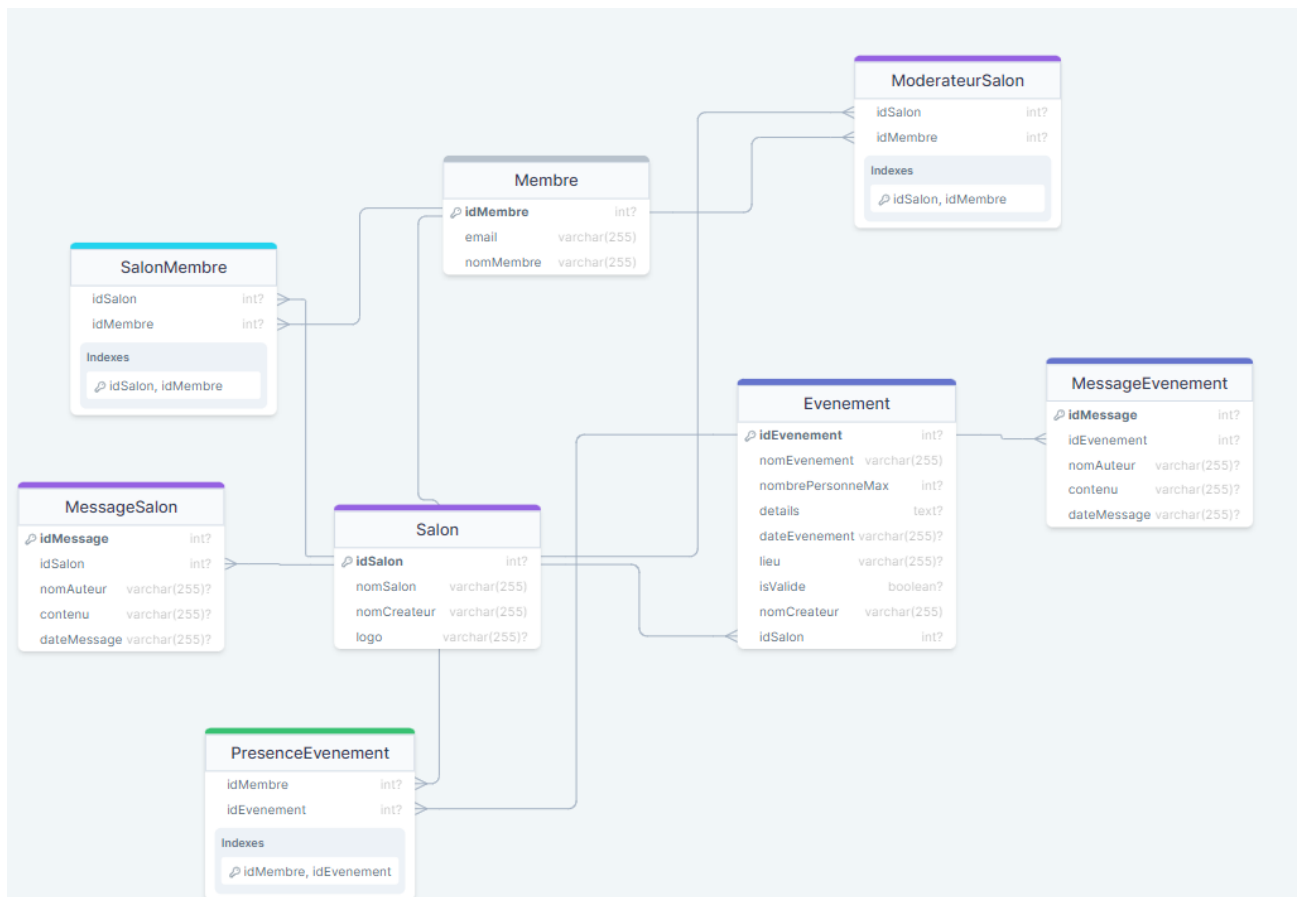 ModerateurSalon
idSalon int?
idMembre int?
Indexes
idSalon, idMembre
Membre
idMembre int?
email varchar(255)
nomMembre varchar(255)
SalonMembre
idSalon int?
idMembre int?
Indexes
idSalon, idMembre
Evenement
idEvenement int?
nomEvenement varchar(255)
nombrePersonneMax int?
details text?
dateEvenement varchar(255)?
lieu varchar(255)?
isValide boolean?
nomCreateur varchar(255)
idSalon int?
MessageEvenement
idMessage int?
idEvenement int?
nomAuteur varchar(255)?
contenu varchar(255)?
dateMessage varchar(255)?
MessageSalon
idMessage int?
idSalon int?
nomAuteur varchar(255)?
contenu varchar(255)?
dateMessage varchar(255)?
Salon
idSalon int?
nomSalon varchar(255)
nomCreateur varchar(255)
logo varchar(255)?
PresenceEvenement
idMembre int?
idEvenement int?
Indexes
idMembre, idEvenement